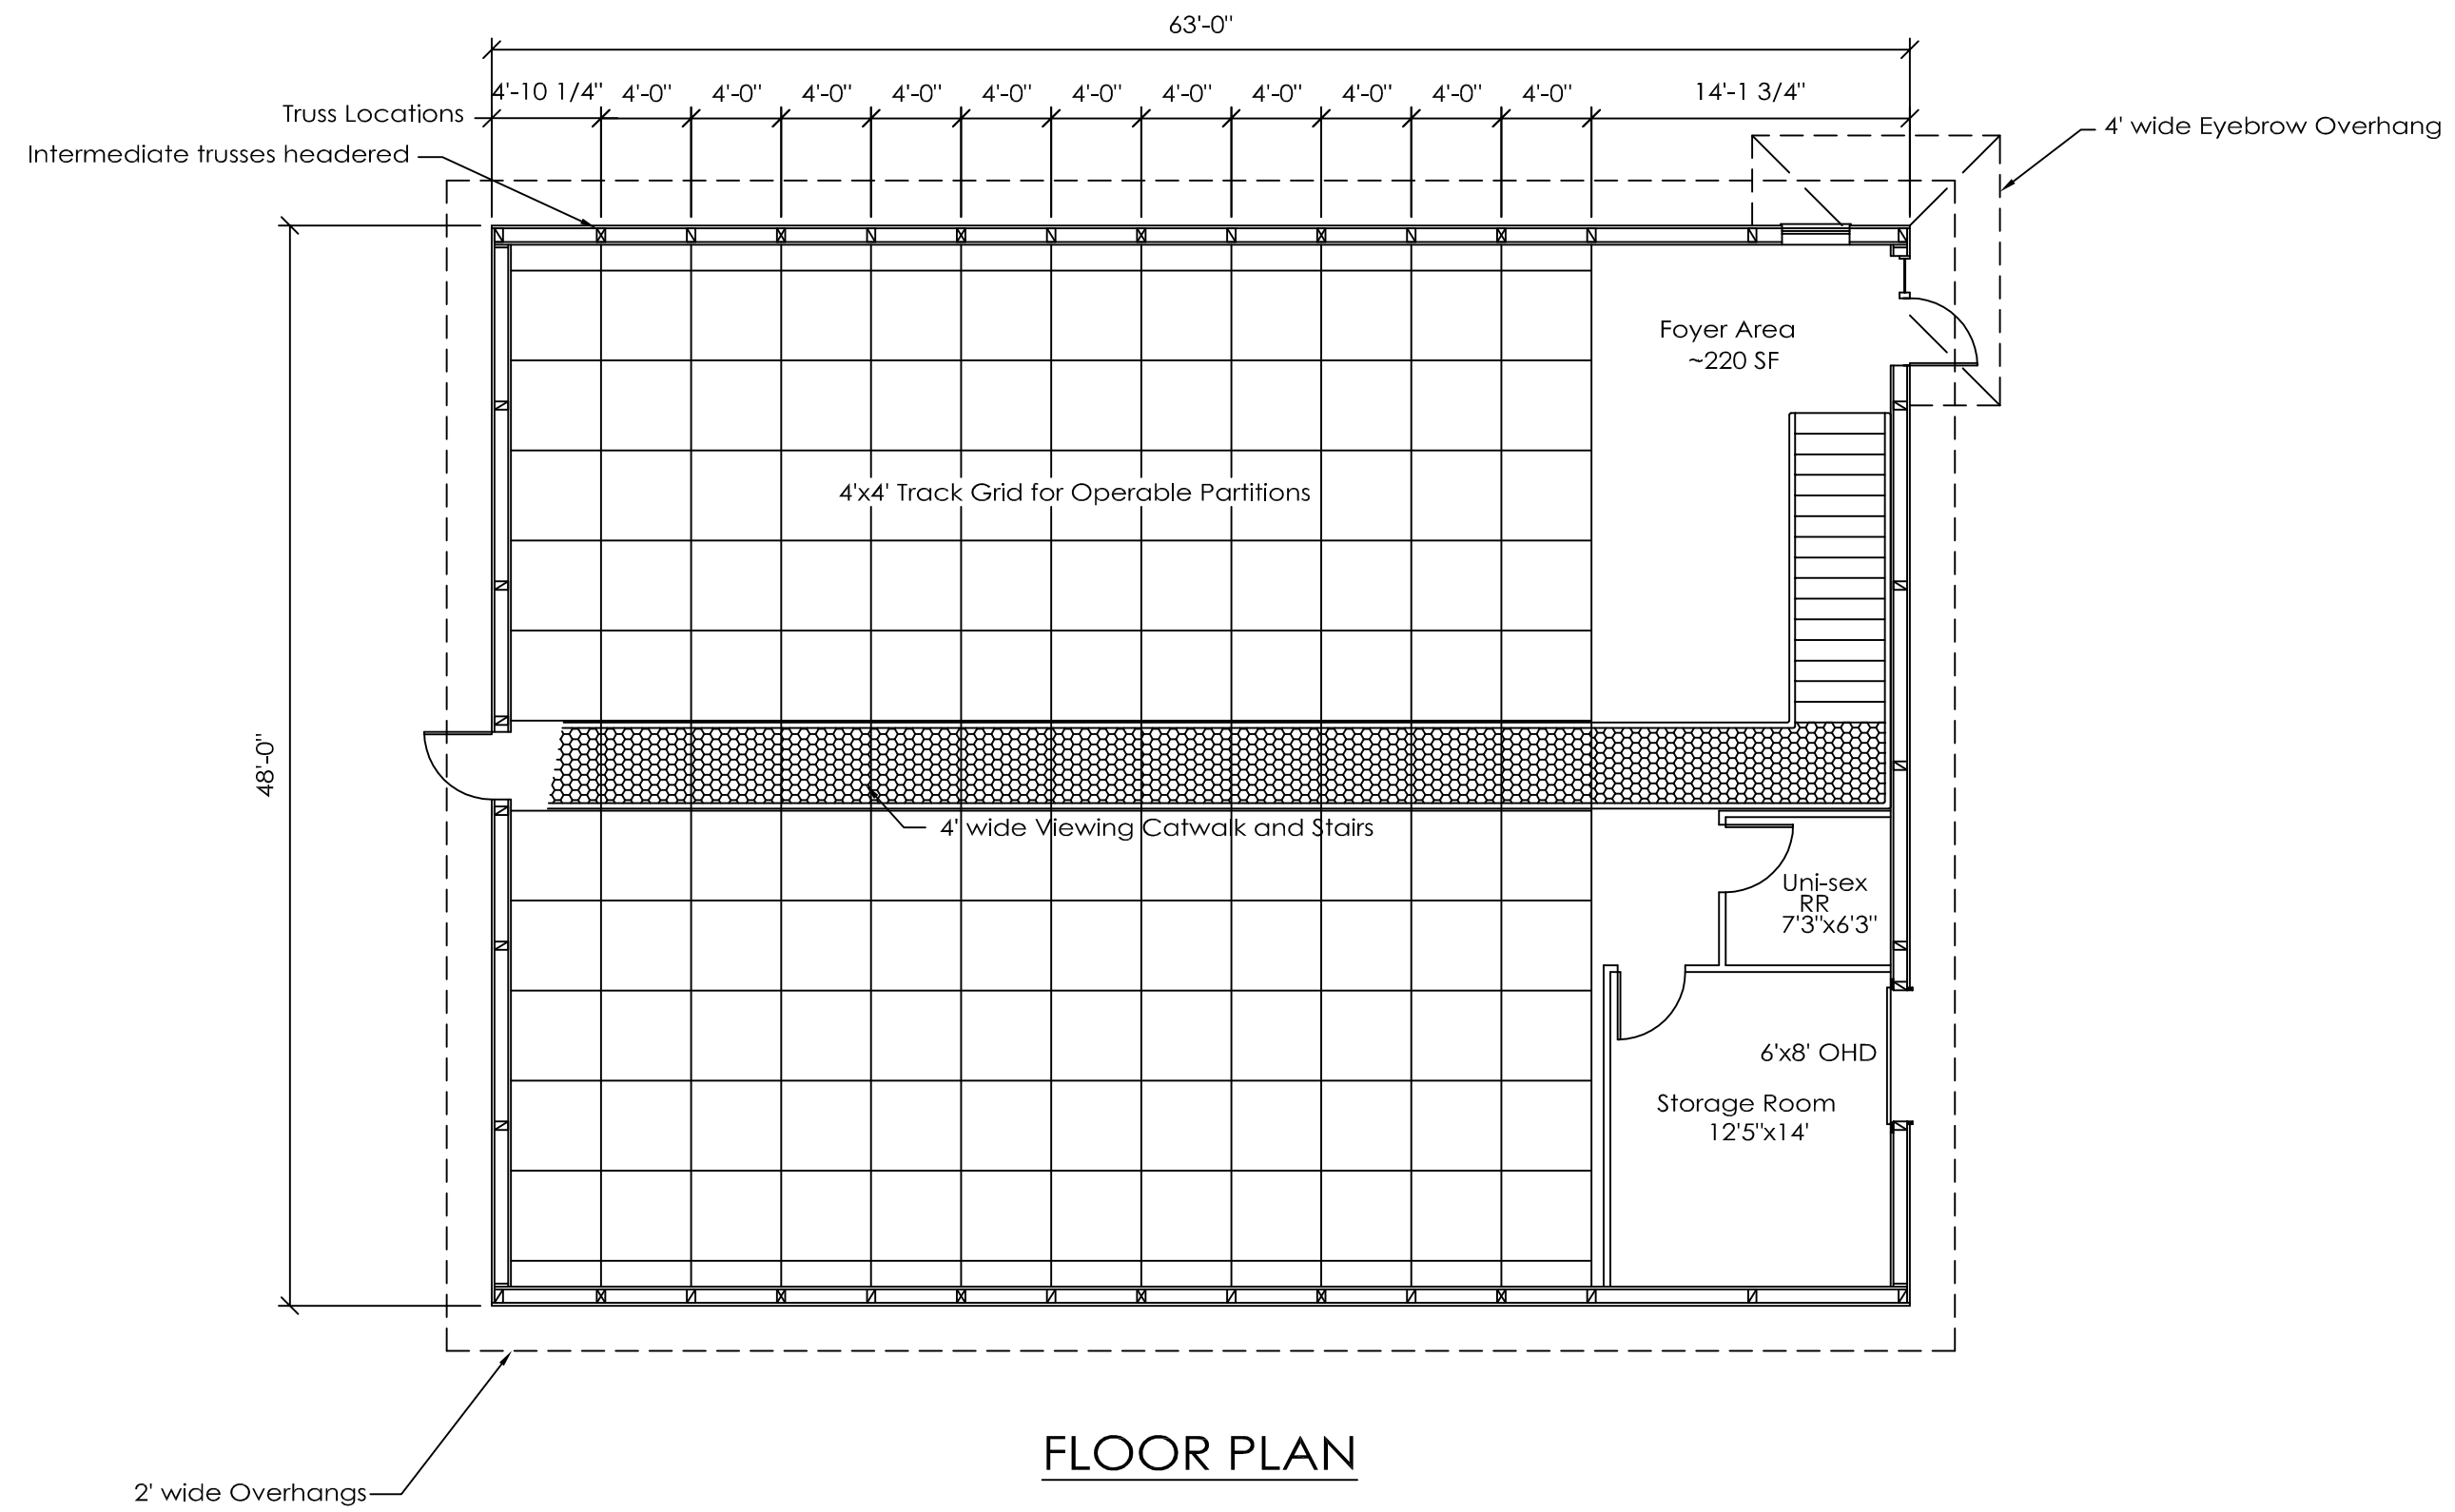 63'-0"
4'-10 1/4"
4'-0"
4'-0"
4'-0"
4'-0"
4'-0"
4'-0"
4'-0"
4'-0"
4'-0"
4'-0"
4'-0"
14'-1 3/4"
Truss Locations
Intermediate trusses headered
4' wide Eyebrow Overhang
Foyer Area
~220 SF
4'x4' Track Grid for Operable Partitions
48'-0"
4' wide Viewing Catwalk and Stairs
Uni-sex
RR
7'3"x6'3"
6'x8' OHD
Storage Room
12'5"x14'
FLOOR PLAN
2' wide Overhangs